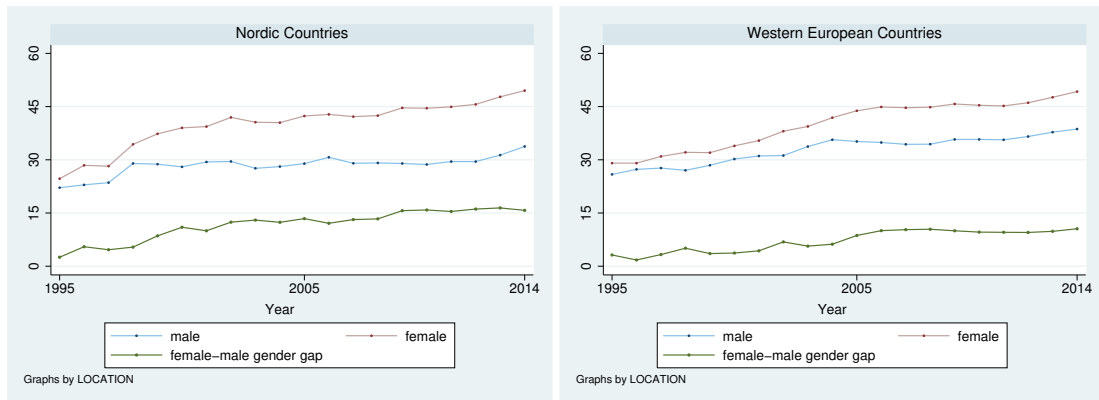 Nordic Countries
60
45
30
15
0
1995 2005 2014
Year
male female
female−male gender gap
Graphs by LOCATION
Western European Countries
60
45
30
15
0
1995 2005 2014
Year
male female
female−male gender gap
Graphs by LOCATION